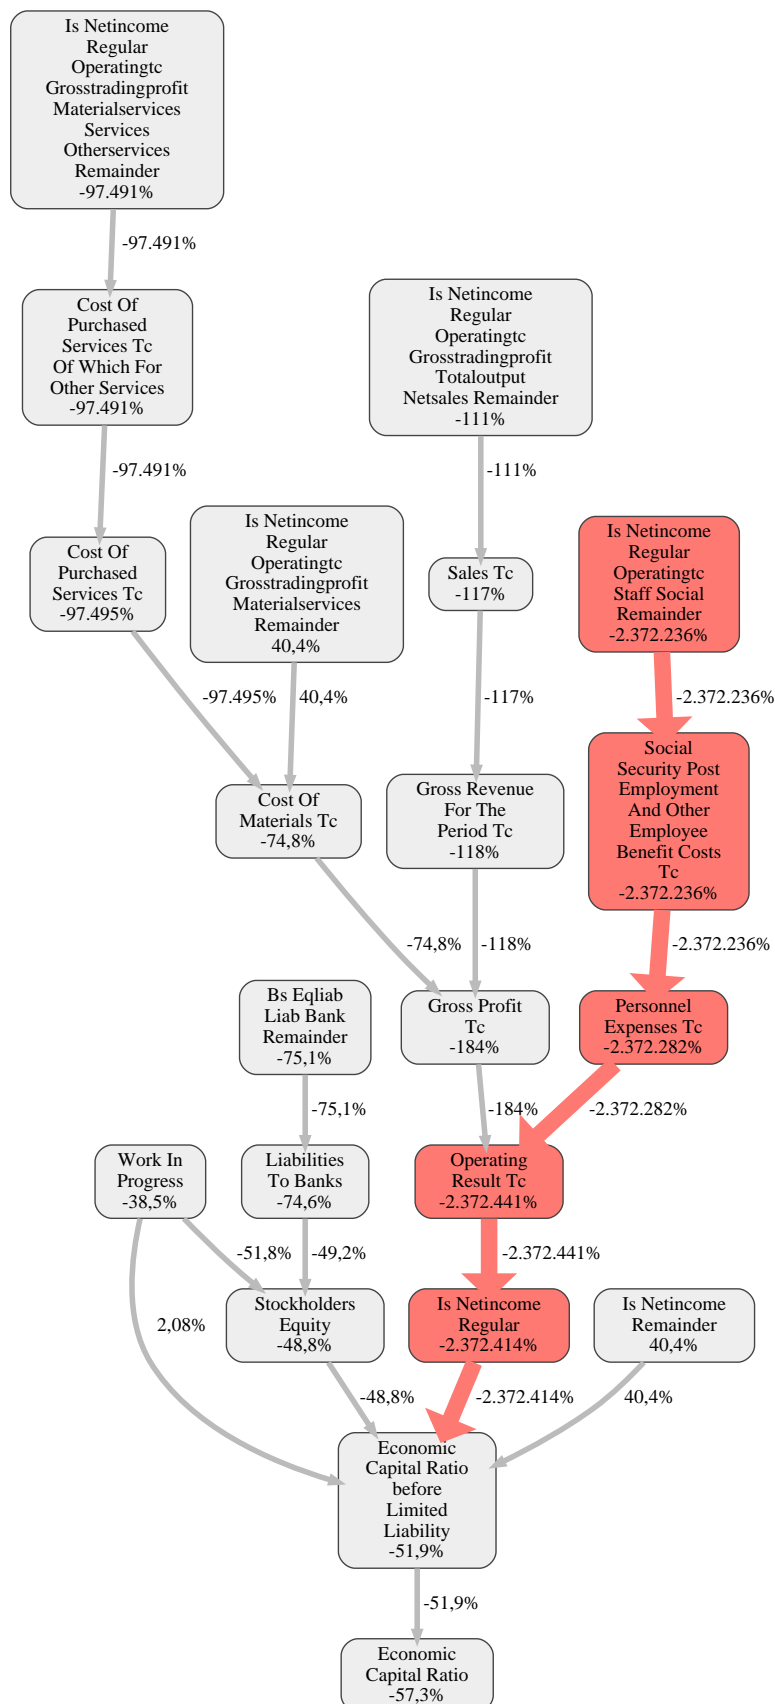 Is Netincome
Regular
Operatingtc
Grosstradingprofit
Materialservices
Services
Otherservices
Remainder
-97.491%
-97.491%
Cost Of
Purchased
Services Tc
Of Which For
Other Services
-97.491%
Is Netincome
Regular
Operatingtc
Grosstradingprofit
Totaloutput
Netsales Remainder
-111%
-97.491%
-111%
Cost Of
Purchased
Services Tc
-97.495%
Is Netincome
Regular
Operatingtc
Grosstradingprofit
Materialservices
Remainder
40,4%
Sales Tc
-117%
Is Netincome
Regular
Operatingtc
Staff Social
Remainder
-2.372.236%
-97.495%
40,4%
-117%
-2.372.236%
Cost Of
Materials Tc
-74,8%
Gross Revenue
For The
Period Tc
-118%
Social
Security Post
Employment
And Other
Employee
Benefit Costs
Tc
-2.372.236%
-74,8%
-118%
-2.372.236%
Bs Eqliab
Liab Bank
Remainder
-75,1%
Gross Profit
Tc
-184%
Personnel
Expenses Tc
-2.372.282%
-75,1%
-184%
-2.372.282%
Work In
Progress
-38,5%
Liabilities
To Banks
-74,6%
Operating
Result Tc
-2.372.441%
-51,8%
-49,2%
-2.372.441%
2,08%
Stockholders
Equity
-48,8%
Is Netincome
Regular
-2.372.414%
Is Netincome
Remainder
40,4%
-48,8%
-2.372.414%
40,4%
Economic
Capital Ratio
before
Limited
Liability
-51,9%
-51,9%
Economic
Capital Ratio
-57,3%